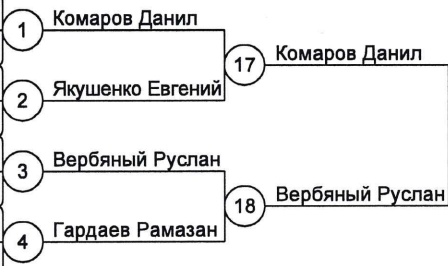 1 Комаров Данил
17 Комаров Данил
2 Якушенко Евгений
3 Вербяный Руслан
18 Вербяный Руслан
4 Гардаев Рамазан